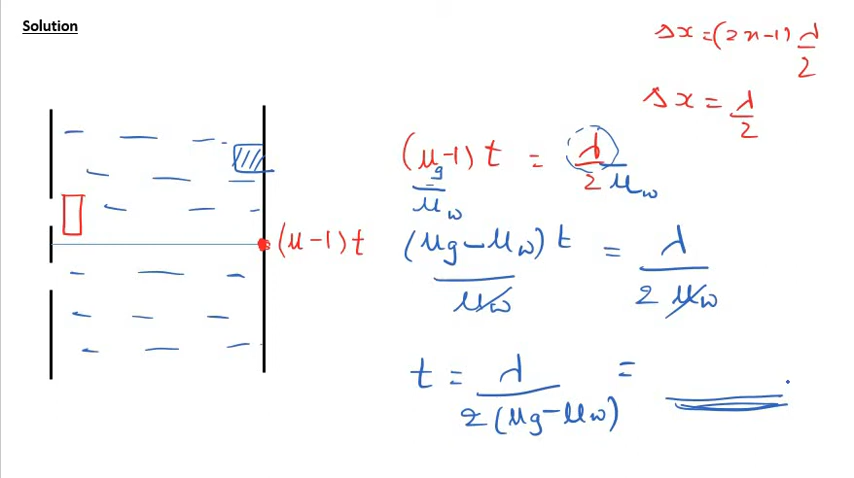 Solution
Δx = (2n-1) λ/2
Δx = λ/2
(μg/μw - 1) t = λ/2μw
(μ-1)t
(μg-μw)t/μw = λ/2μw
t = λ/2(μg-μw) =